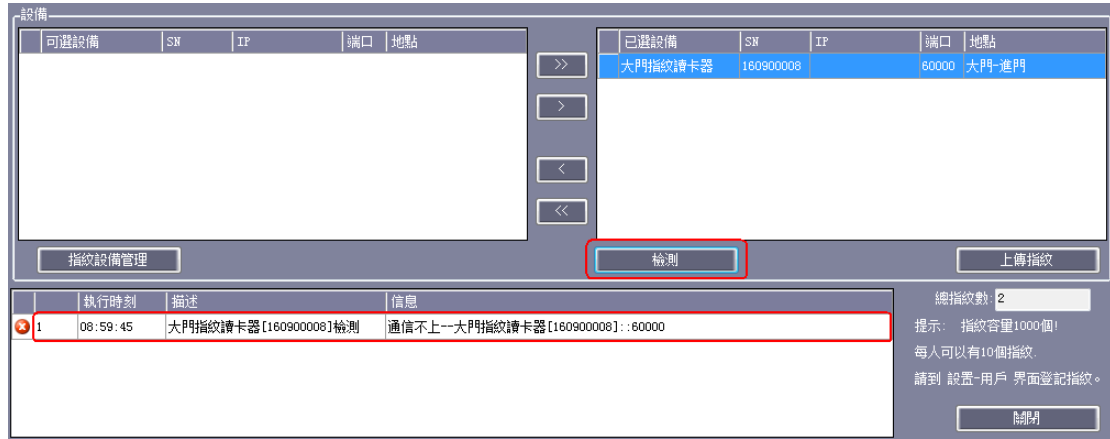 設備
可選設備 SN IP 端口 地點
已選設備 SN IP 端口 地點
大門指紋讀卡器 160900008 60000 大門-進門
>>
>
<
<<
指紋設備管理
檢測
上傳指紋
執行時刻 描述 信息
1 08:59:45 大門指紋讀卡器[160900008]檢測 通信不上--大門指紋讀卡器[160900008]::60000
總指紋數: 2
提示: 指紋容量1000個!
每人可以有10個指紋.
請到 設置-用戶 界面登記指紋。
關閉